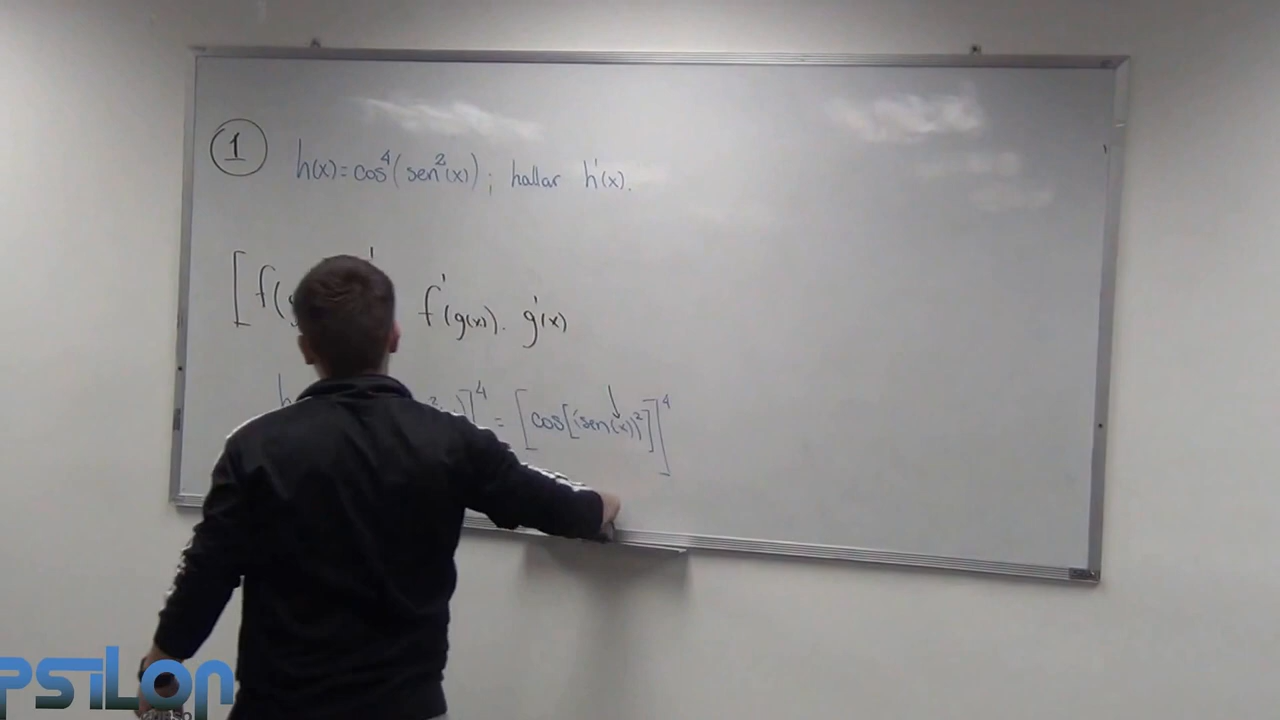 1 h(x)=cos⁴(sen²(x)); hallar h'(x).
[f( ' f'(g(x)). g'(x)
h ]⁴ = [cos[(sen(x))²]]⁴
PSILON